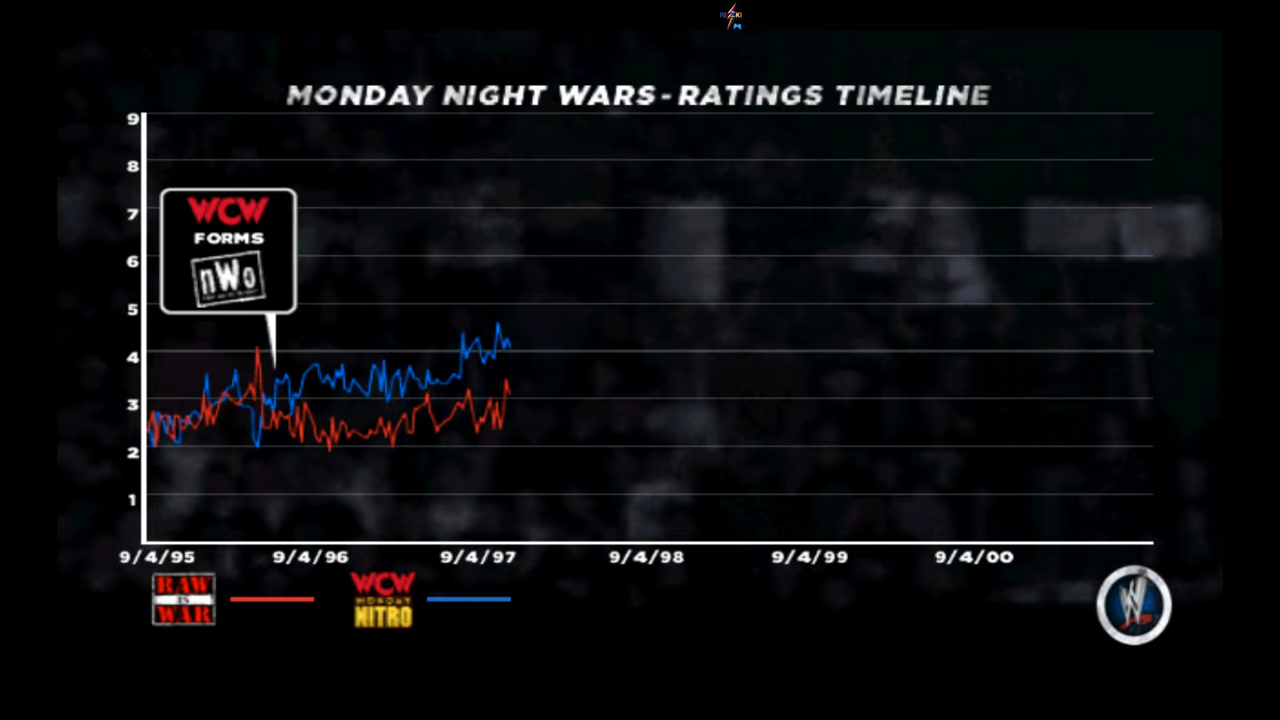 RIZKI
MONDAY NIGHT WARS - RATINGS TIMELINE
9
8
7
6
5
4
3
2
1
WCW
FORMS
nWo
9/4/95 9/4/96 9/4/97 9/4/98 9/4/99 9/4/00
RAW
IS
WAR
WCW
MONDAY
NITRO
W